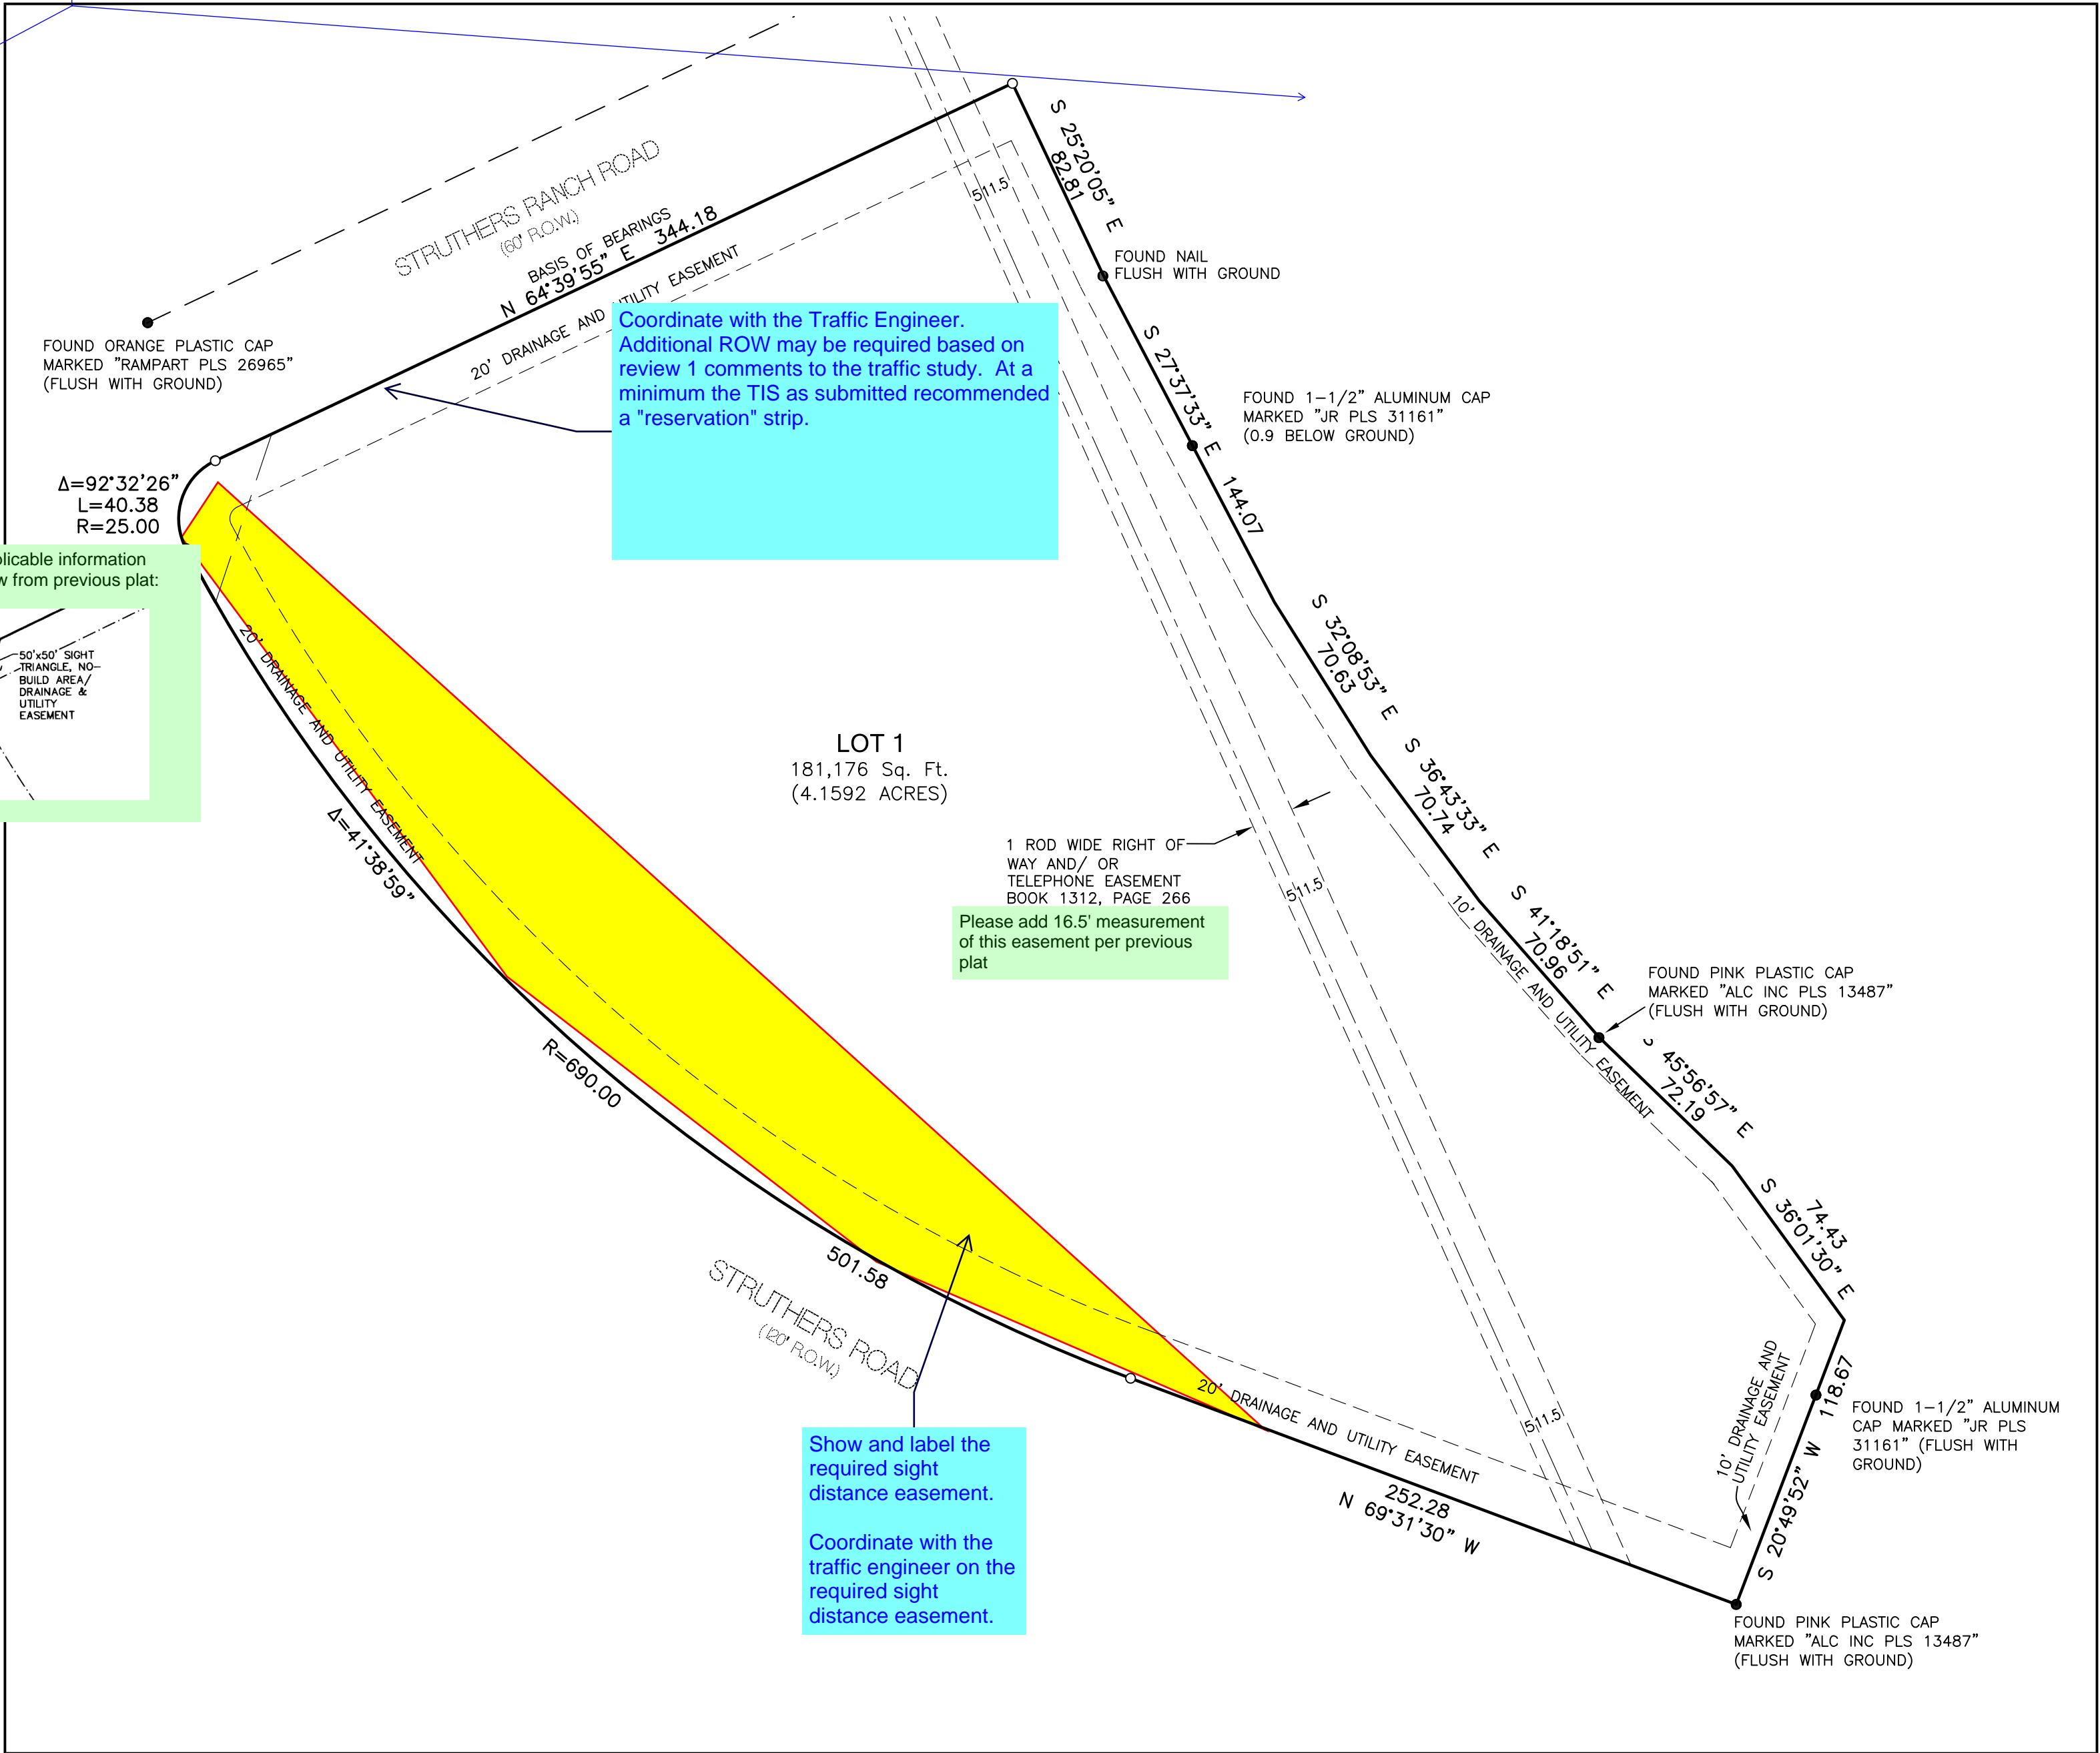 STRUTHERS RANCH ROAD
(60' R.O.W.)
BASIS OF BEARINGS
N 64°39'55" E 344.18
20' DRAINAGE AND UTILITY EASEMENT
511.5
S 25°20'05" E
82.81
FOUND NAIL
FLUSH WITH GROUND
FOUND ORANGE PLASTIC CAP
MARKED "RAMPART PLS 26965"
(FLUSH WITH GROUND)
Coordinate with the Traffic Engineer.
Additional ROW may be required based on
review 1 comments to the traffic study. At a
minimum the TIS as submitted recommended
a "reservation" strip.
S 27°37'33" E 144.07
FOUND 1-1/2" ALUMINUM CAP
MARKED "JR PLS 31161"
(0.9 BELOW GROUND)
Δ=92°32'26"
L=40.38
R=25.00
licable information
from previous plat:
50'x50' SIGHT
TRIANGLE, NO-
BUILD AREA/
DRAINAGE &
UTILITY
EASEMENT
20' DRAINAGE AND UTILITY EASEMENT
Δ=41°38'59"
R=690.00
501.58
LOT 1
181,176 Sq. Ft.
(4.1592 ACRES)
S 32°08'53" E
70.63
S 36°43'33" E
70.74
1 ROD WIDE RIGHT OF
WAY AND/ OR
TELEPHONE EASEMENT
BOOK 1312, PAGE 266
Please add 16.5' measurement
of this easement per previous
plat
511.5
S 41°18'51" E
70.96
10' DRAINAGE AND UTILITY EASEMENT
FOUND PINK PLASTIC CAP
MARKED "ALC INC PLS 13487"
(FLUSH WITH GROUND)
S 45°56'57" E
72.19
74.43
S 36°01'30" E
STRUTHERS ROAD
(120' R.O.W.)
Show and label the
required sight
distance easement.
Coordinate with the
traffic engineer on the
required sight
distance easement.
20' DRAINAGE AND UTILITY EASEMENT
252.28
N 69°31'30" W
511.5
10' DRAINAGE AND
UTILITY EASEMENT
S 20°49'52" W 118.67
FOUND 1-1/2" ALUMINUM
CAP MARKED "JR PLS
31161" (FLUSH WITH
GROUND)
FOUND PINK PLASTIC CAP
MARKED "ALC INC PLS 13487"
(FLUSH WITH GROUND)